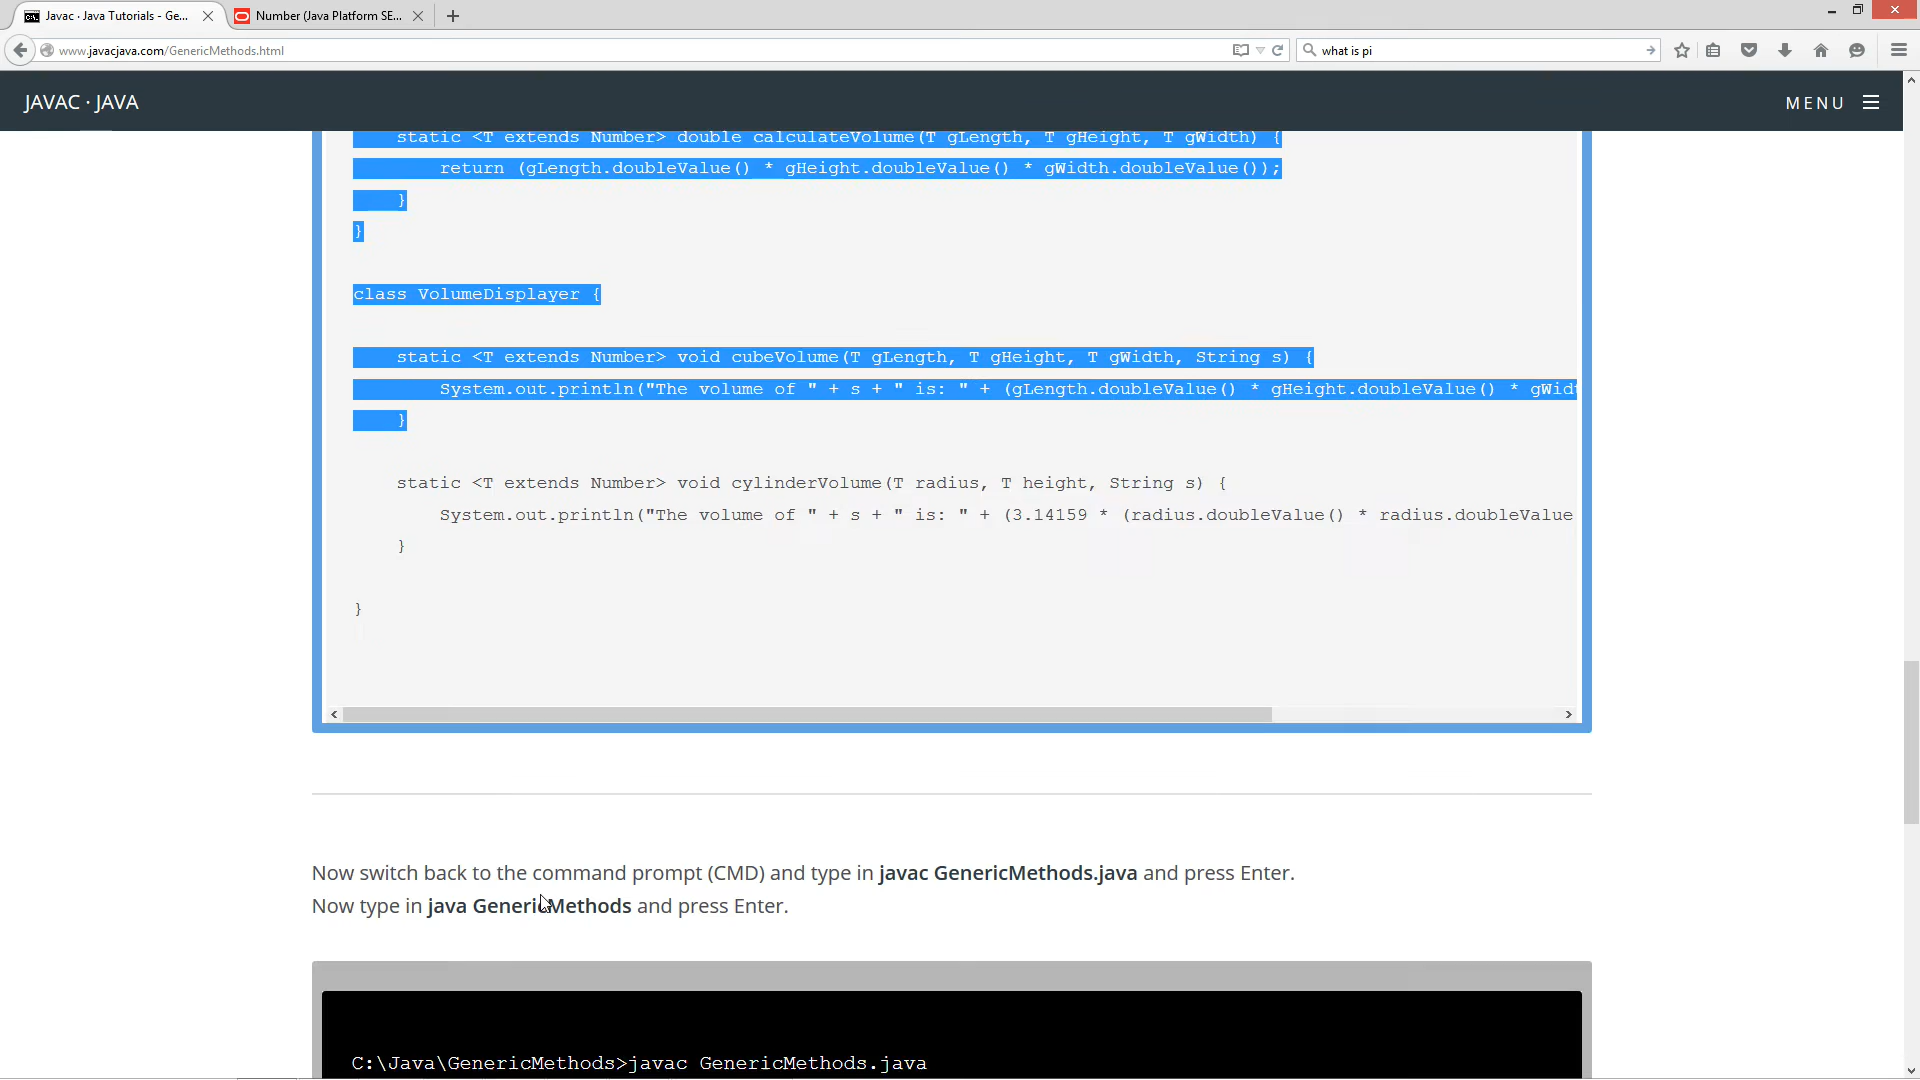 Javac · Java Tutorials - Ge...
Number (Java Platform SE...
www.javacjava.com/GenericMethods.html
what is pi
JAVAC · JAVA
MENU
static <T extends Number> double calculateVolume(T gLength, T gHeight, T gWidth) {
return (gLength.doubleValue() * gHeight.doubleValue() * gWidth.doubleValue());
}
}
class VolumeDisplayer {
static <T extends Number> void cubeVolume(T gLength, T gHeight, T gWidth, String s) {
System.out.println("The volume of " + s + " is: " + (gLength.doubleValue() * gHeight.doubleValue() * gWidt
}
static <T extends Number> void cylinderVolume(T radius, T height, String s) {
System.out.println("The volume of " + s + " is: " + (3.14159 * (radius.doubleValue() * radius.doubleValue
}
}
Now switch back to the command prompt (CMD) and type in javac GenericMethods.java and press Enter.
Now type in java GenericMethods and press Enter.
C:\Java\GenericMethods>javac GenericMethods.java